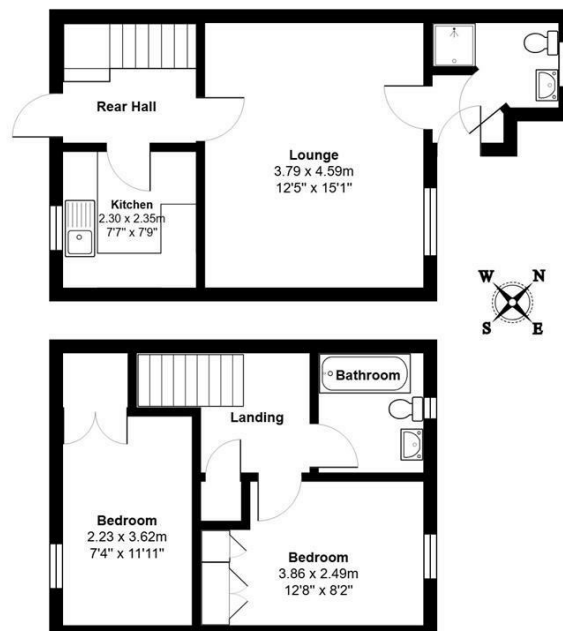 Rear Hall
Lounge
3.79 x 4.59m
12'5" x 15'1"
Kitchen
2.30 x 2.35m
7'7" x 7'9"
W N
S E
Bathroom
Landing
Bedroom
2.23 x 3.62m
7'4" x 11'11"
Bedroom
3.86 x 2.49m
12'8" x 8'2"